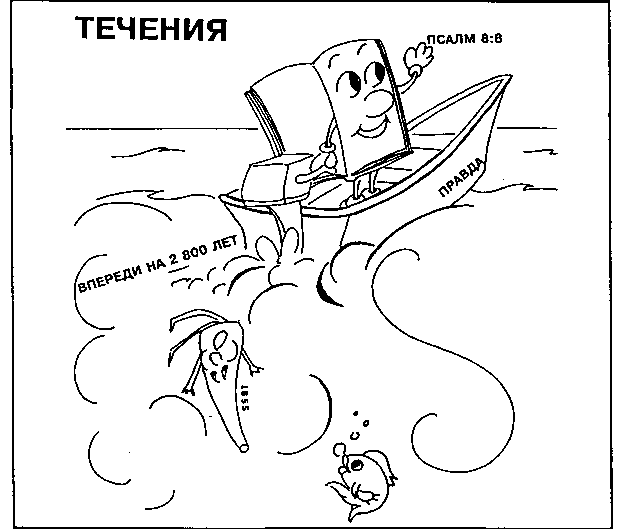 ТЕЧЕНИЯ
ПСАЛМ 8:8
ПРАВДА
ВПЕРЕДИ НА 2 800 ЛЕТ
1855